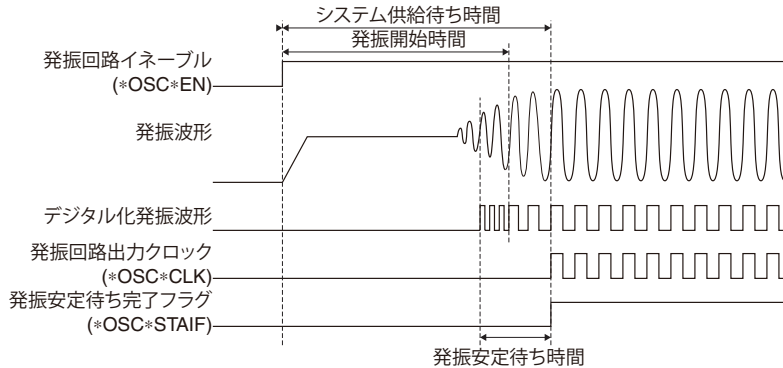 システム供給待ち時間
発振開始時間
発振回路イネーブル
(*OSC*EN)
発振波形
デジタル化発振波形
発振回路出力クロック
(*OSC*CLK)
発振安定待ち完了フラグ
(*OSC*STAIF)
発振安定待ち時間